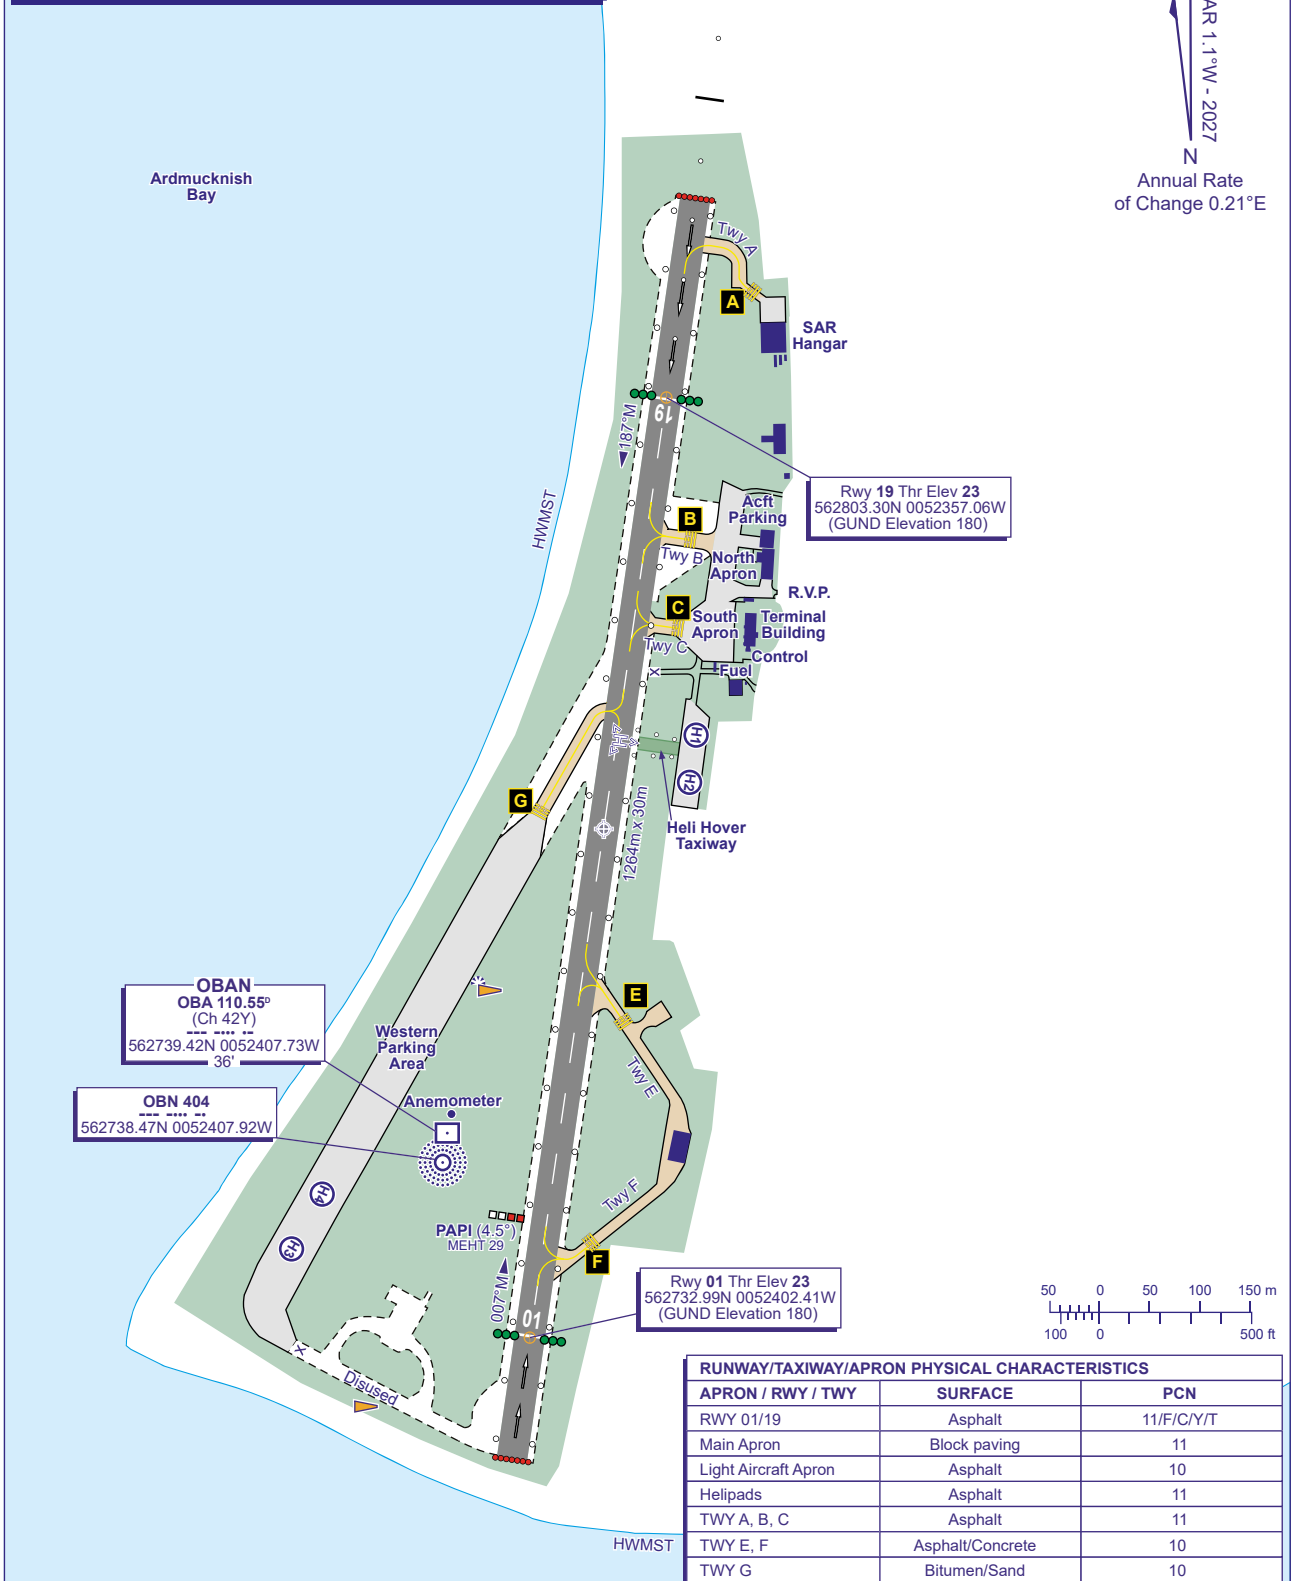 AR 1.1°W - 2027
N
Annual Rate
of Change 0.21°E
Ardmucknish
Bay
Twy A
A
SAR
Hangar
19
187°M
Rwy 19 Thr Elev 23
562803.30N 0052357.06W
(GUND Elevation 180)
HWMST
Acft
Parking
B
Twy B
North
Apron
R.V.P.
C
South
Apron
Terminal
Building
Twy C
Control
Fuel
X
H1
H2
G
Heli Hover
Taxiway
1264m x 30m
OBAN
OBA 110.55ᴰ
(Ch 42Y)
562739.42N 0052407.73W
36'
E
Western
Parking
Area
Twy E
OBN 404
562738.47N 0052407.92W
Anemometer
H4
H3
Twy F
PAPI (4.5°)
MEHT 29
F
007°M
01
Rwy 01 Thr Elev 23
562732.99N 0052402.41W
(GUND Elevation 180)
50 0 50 100 150 m
100 0 500 ft
X
Disused
HWMST
RUNWAY/TAXIWAY/APRON PHYSICAL CHARACTERISTICS
APRON / RWY / TWY SURFACE PCN
RWY 01/19 Asphalt 11/F/C/Y/T
Main Apron Block paving 11
Light Aircraft Apron Asphalt 10
Helipads Asphalt 11
TWY A, B, C Asphalt 11
TWY E, F Asphalt/Concrete 10
TWY G Bitumen/Sand 10